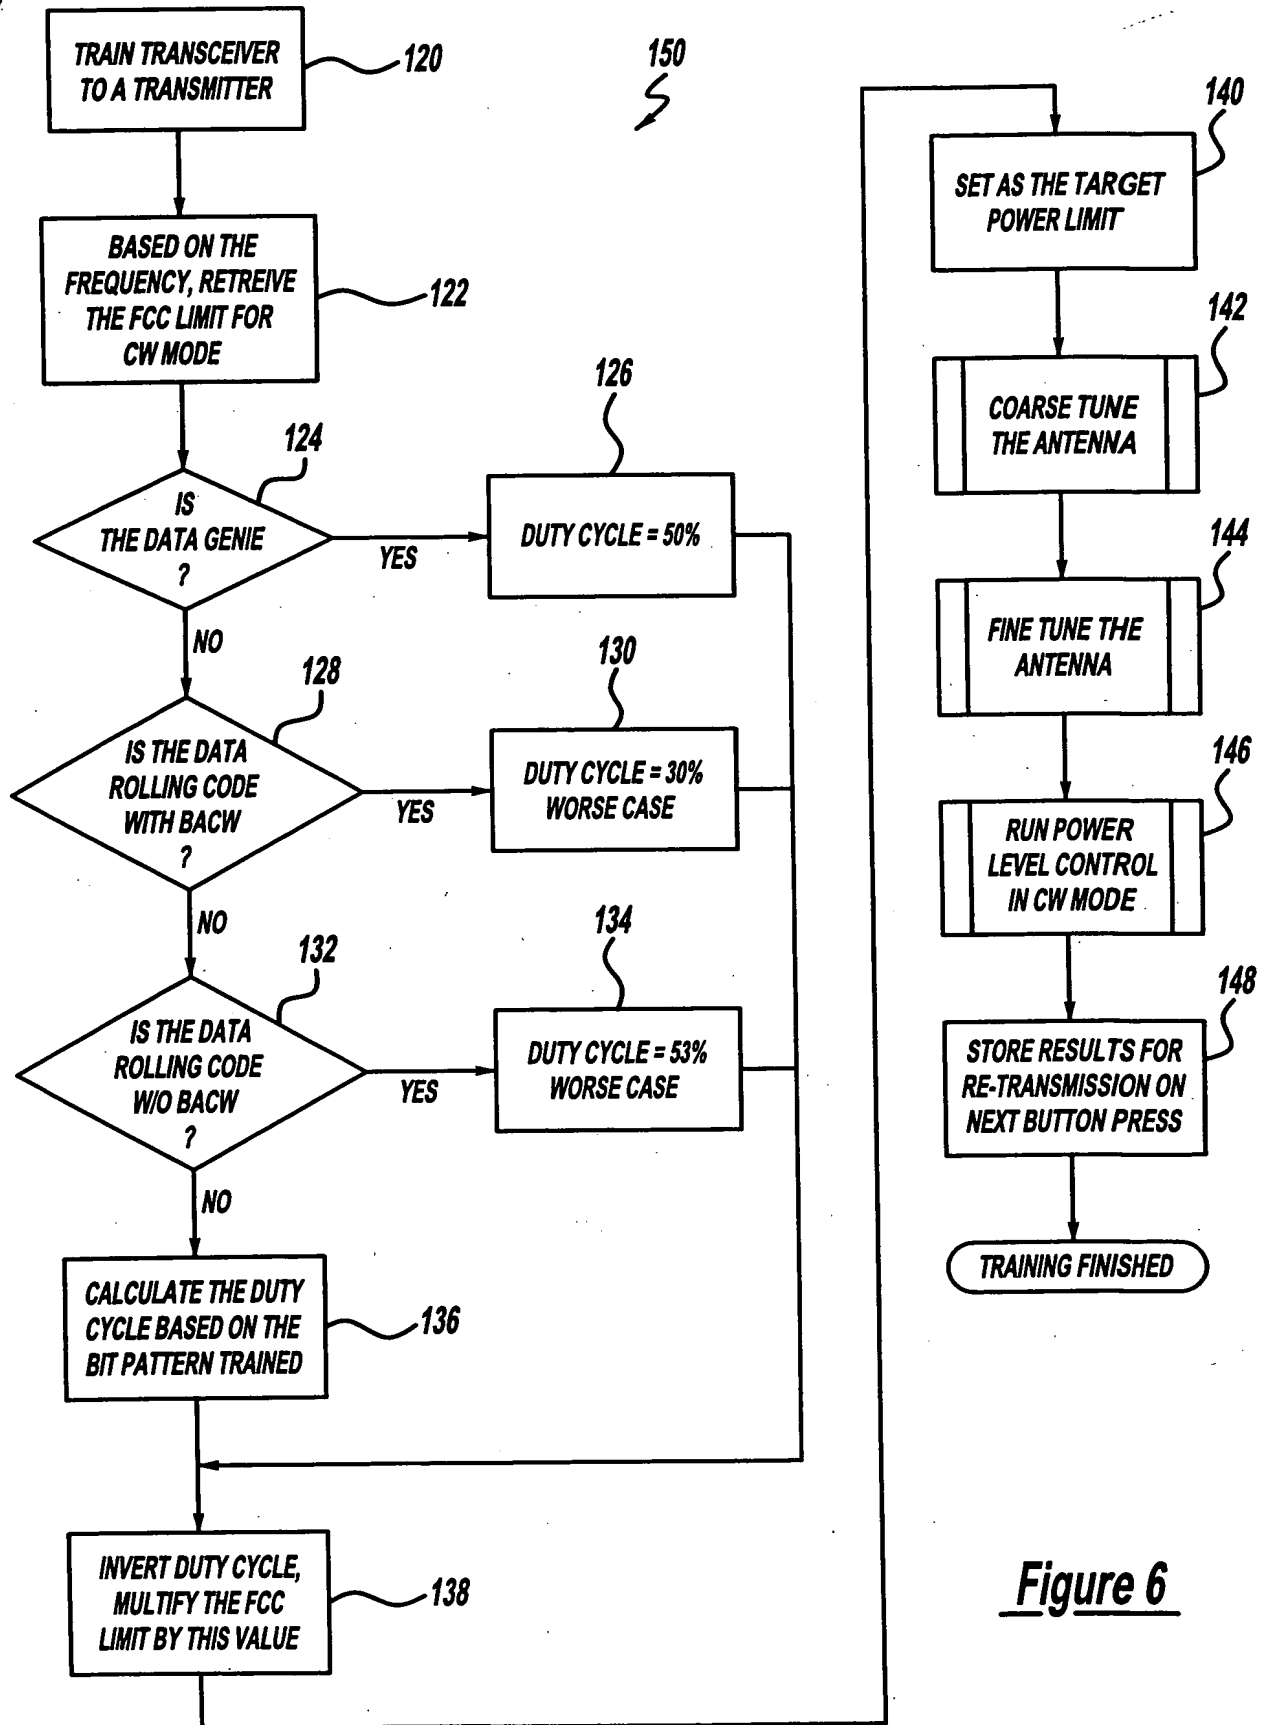 TRAIN TRANSCEIVER
TO A TRANSMITTER
120
150
BASED ON THE
FREQUENCY, RETREIVE
THE FCC LIMIT FOR
CW MODE
122
124
IS
THE DATA GENIE
?
YES
NO
126
DUTY CYCLE = 50%
128
IS THE DATA
ROLLING CODE
WITH BACW
?
YES
NO
130
DUTY CYCLE = 30%
WORSE CASE
132
IS THE DATA
ROLLING CODE
W/O BACW
?
YES
NO
134
DUTY CYCLE = 53%
WORSE CASE
CALCULATE THE DUTY
CYCLE BASED ON THE
BIT PATTERN TRAINED
136
INVERT DUTY CYCLE,
MULTIFY THE FCC
LIMIT BY THIS VALUE
138
140
SET AS THE TARGET
POWER LIMIT
142
COARSE TUNE
THE ANTENNA
144
FINE TUNE THE
ANTENNA
146
RUN POWER
LEVEL CONTROL
IN CW MODE
148
STORE RESULTS FOR
RE-TRANSMISSION ON
NEXT BUTTON PRESS
TRAINING FINISHED
Figure 6